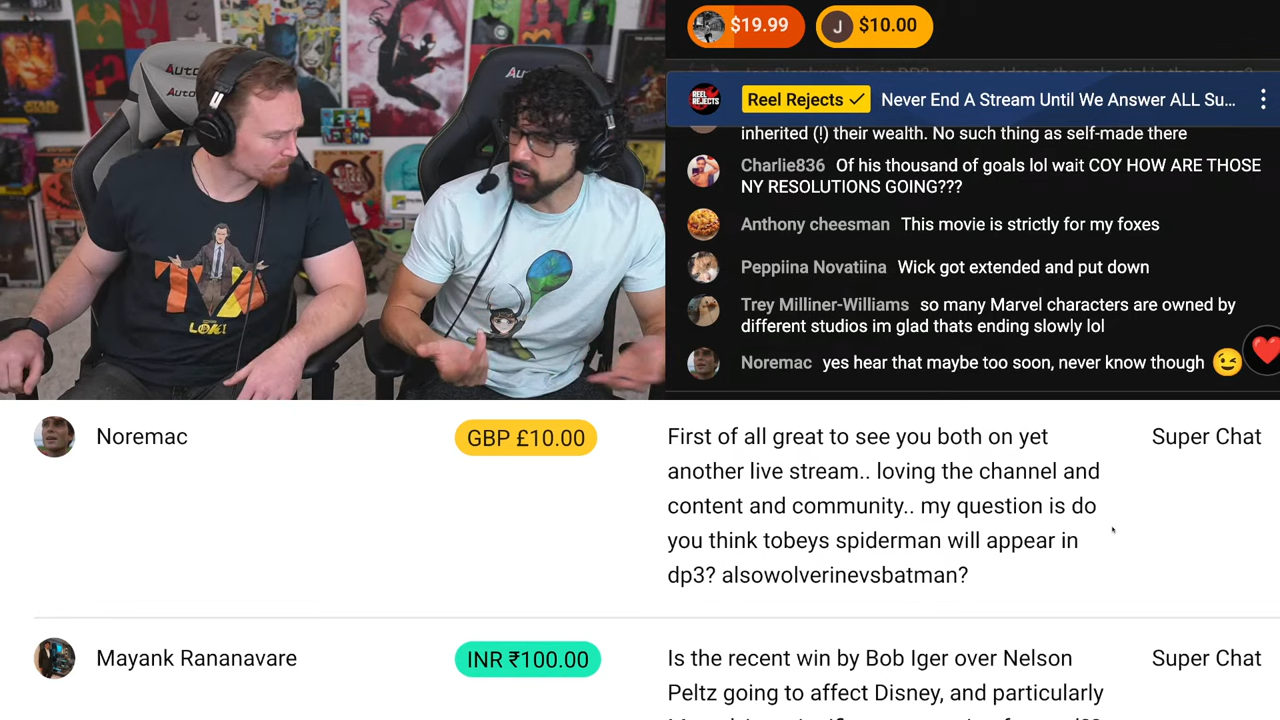 Auto
Auto
Au
LOKI
$19.99
J $10.00
REEL REJECTS
Reel Rejects ✓ Never End A Stream Until We Answer ALL Su...
inherited (!) their wealth. No such thing as self-made there
Charlie836 Of his thousand of goals lol wait COY HOW ARE THOSE
NY RESOLUTIONS GOING???
Anthony cheesman This movie is strictly for my foxes
Peppiina Novatiina Wick got extended and put down
Trey Milliner-Williams so many Marvel characters are owned by
different studios im glad thats ending slowly lol
Noremac yes hear that maybe too soon, never know though 😉
Noremac GBP £10.00 First of all great to see you both on yet Super Chat
another live stream.. loving the channel and
content and community.. my question is do
you think tobeys spiderman will appear in
dp3? alsowolverinevsbatman?
Mayank Rananavare INR ₹100.00 Is the recent win by Bob Iger over Nelson Super Chat
Peltz going to affect Disney, and particularly